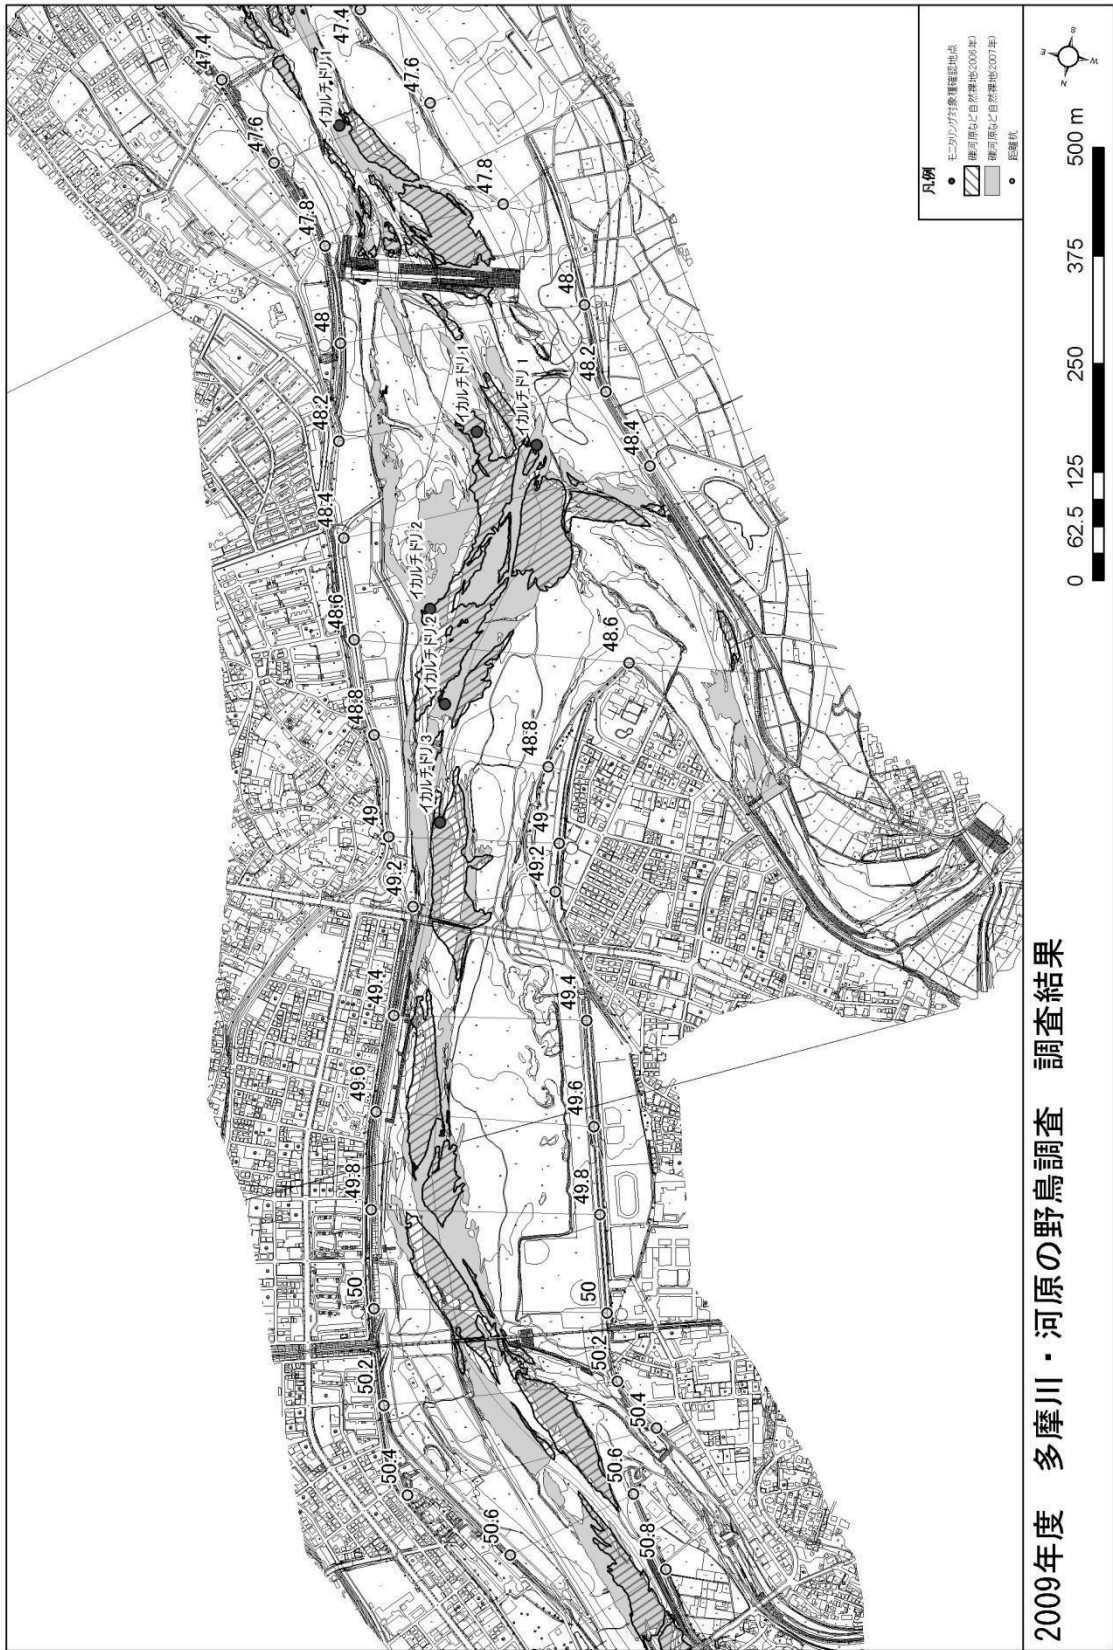 2009年度 多摩川・河原の野鳥調査 調査結果
凡例
モニタリング対象種確認地点
礫河原など自然裸地(2006年)
礫河原など自然裸地(2007年)
距離杭
0 62.5 125 250 375 500 m
N
E
S
W
50.4
50.2
50
49.8
49.6
49.4
49.2
49
48.8
48.6
48.4
48.2
48
47.8
47.6
47.4
50.6
イカルチドリ 3
イカルチドリ 2
イカルチドリ 2
イカルチドリ 1
イカルチドリ 1
イカルチドリ 1
50.8
50.6
50.4
50.2
50
49.8
49.6
49.4
49.2
49
48.8
48.6
48.4
48.2
48
47.8
47.6
47.4